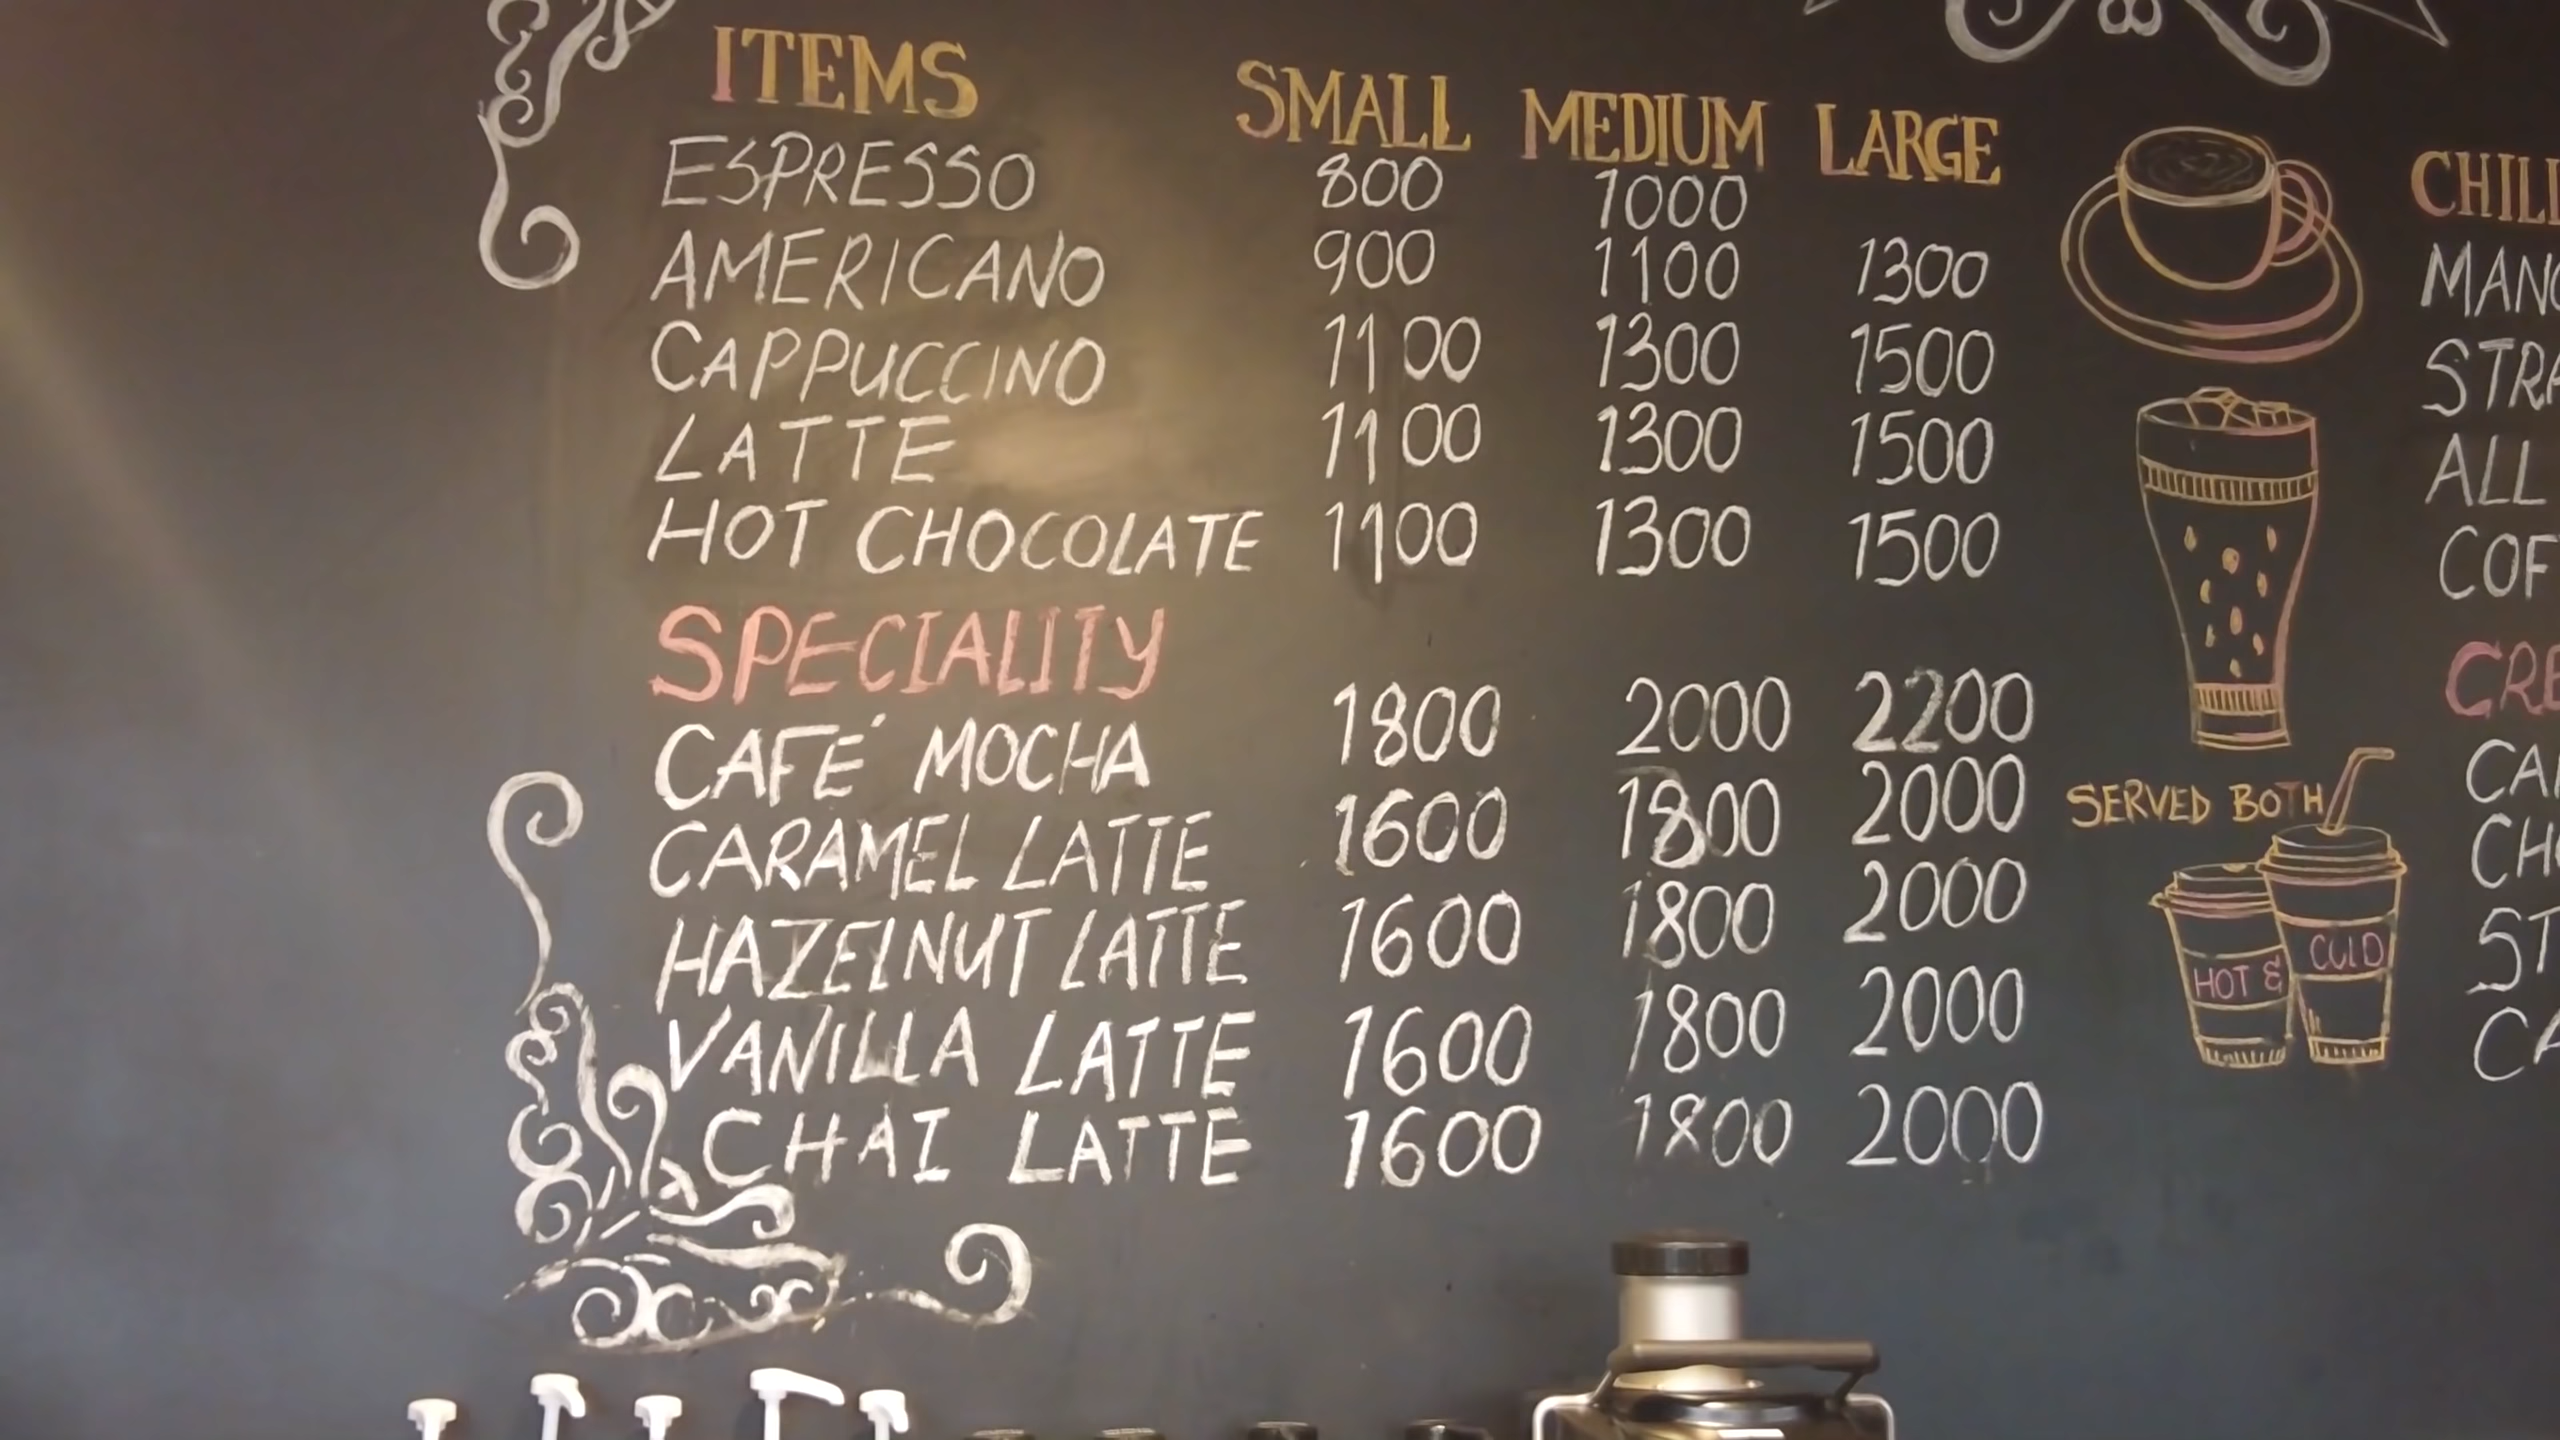 ITEMS SMALL MEDIUM LARGE
ESPRESSO 800 1000
AMERICANO 900 1100 1300
CAPPUCCINO 1100 1300 1500
LATTE 1100 1300 1500
HOT CHOCOLATE 1100 1300 1500
SPECIALITY
CAFÉ MOCHA 1800 2000 2200
CARAMEL LATTE 1600 1800 2000
HAZELNUT LATTE 1600 1800 2000
VANILLA LATTE 1600 1800 2000
CHAI LATTE 1600 1800 2000
SERVED BOTH
HOT & COLD
ALL